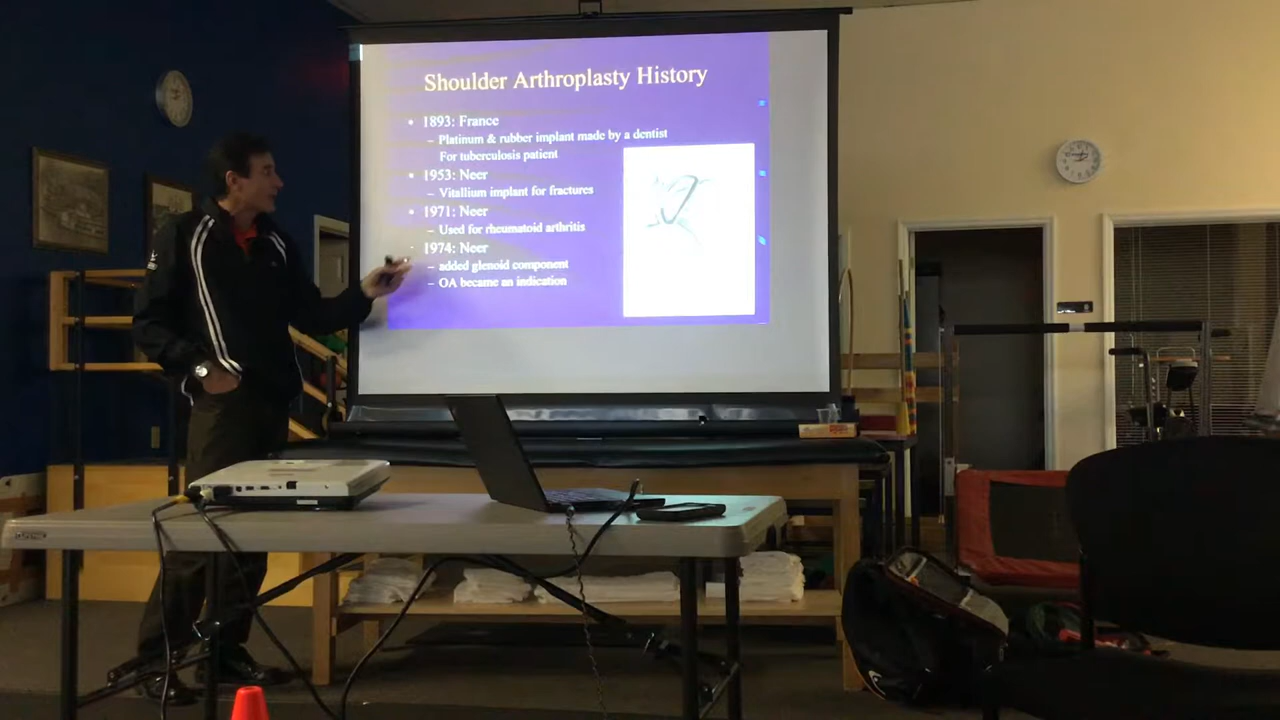 Shoulder Arthroplasty History
• 1893: France
– Platinum & rubber implant made by a dentist
For tuberculosis patient
• 1953: Neer
– Vitallium implant for fractures
• 1971: Neer
– Used for rheumatoid arthritis
• 1974: Neer
– added glenoid component
– OA became an indication